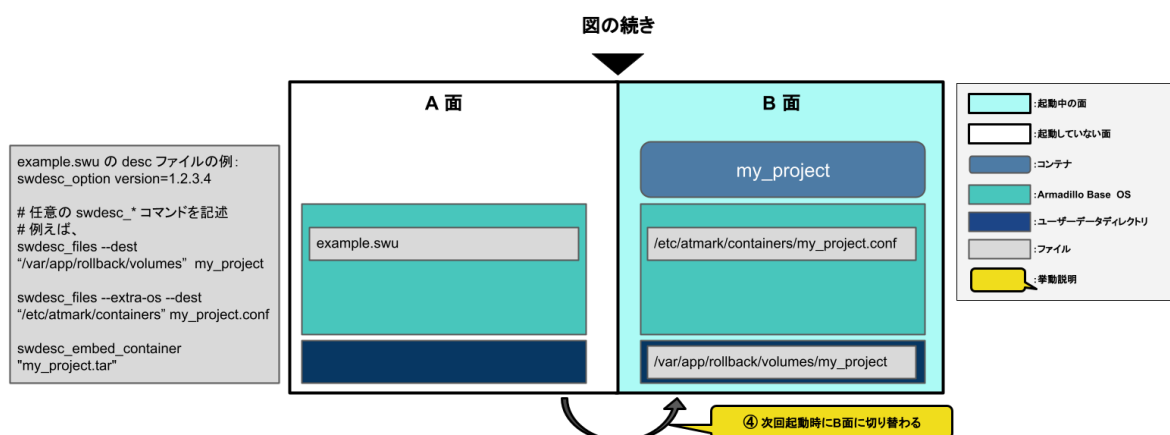 図の続き
A 面
B 面
example.swu の desc ファイルの例:
swdesc_option version=1.2.3.4
# 任意の swdesc_* コマンドを記述
# 例えば、
swdesc_files --dest
“/var/app/rollback/volumes” my_project
swdesc_files --extra-os --dest
“/etc/atmark/containers” my_project.conf
swdesc_embed_container
"my_project.tar"
example.swu
my_project
/etc/atmark/containers/my_project.conf
/var/app/rollback/volumes/my_project
④ 次回起動時にB面に切り替わる
:起動中の面
:起動していない面
:コンテナ
:Armadillo Base OS
:ユーザーデータディレクトリ
:ファイル
:挙動説明